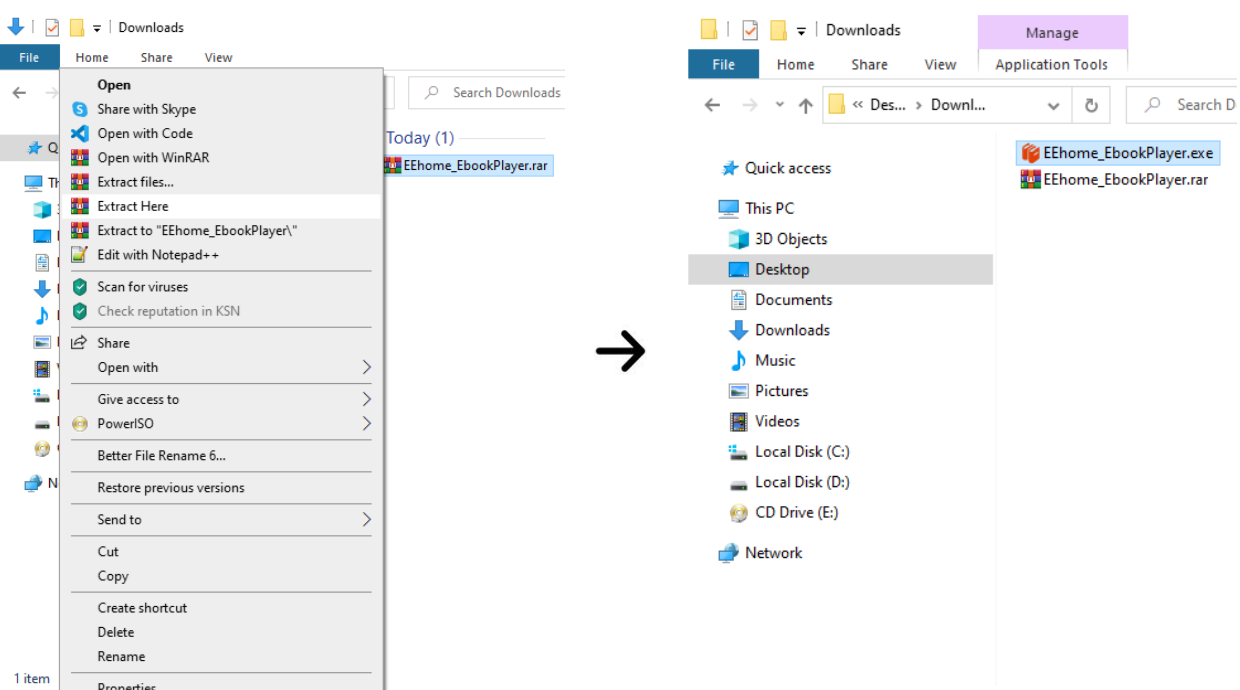 Downloads
File Home Share View
Search Downloads
Open
Share with Skype
Open with Code
Open with WinRAR
Extract files...
Extract Here
Extract to "EEhome_EbookPlayer\"
Edit with Notepad++
Scan for viruses
Check reputation in KSN
Share
Open with
Give access to
PowerISO
Better File Rename 6...
Restore previous versions
Send to
Cut
Copy
Create shortcut
Delete
Rename
Properties
Today (1)
EEhome_EbookPlayer.rar
1 item
Downloads
Manage
File Home Share View Application Tools
« Des... › Downl...
Search D
Quick access
This PC
3D Objects
Desktop
Documents
Downloads
Music
Pictures
Videos
Local Disk (C:)
Local Disk (D:)
CD Drive (E:)
Network
EEhome_EbookPlayer.exe
EEhome_EbookPlayer.rar